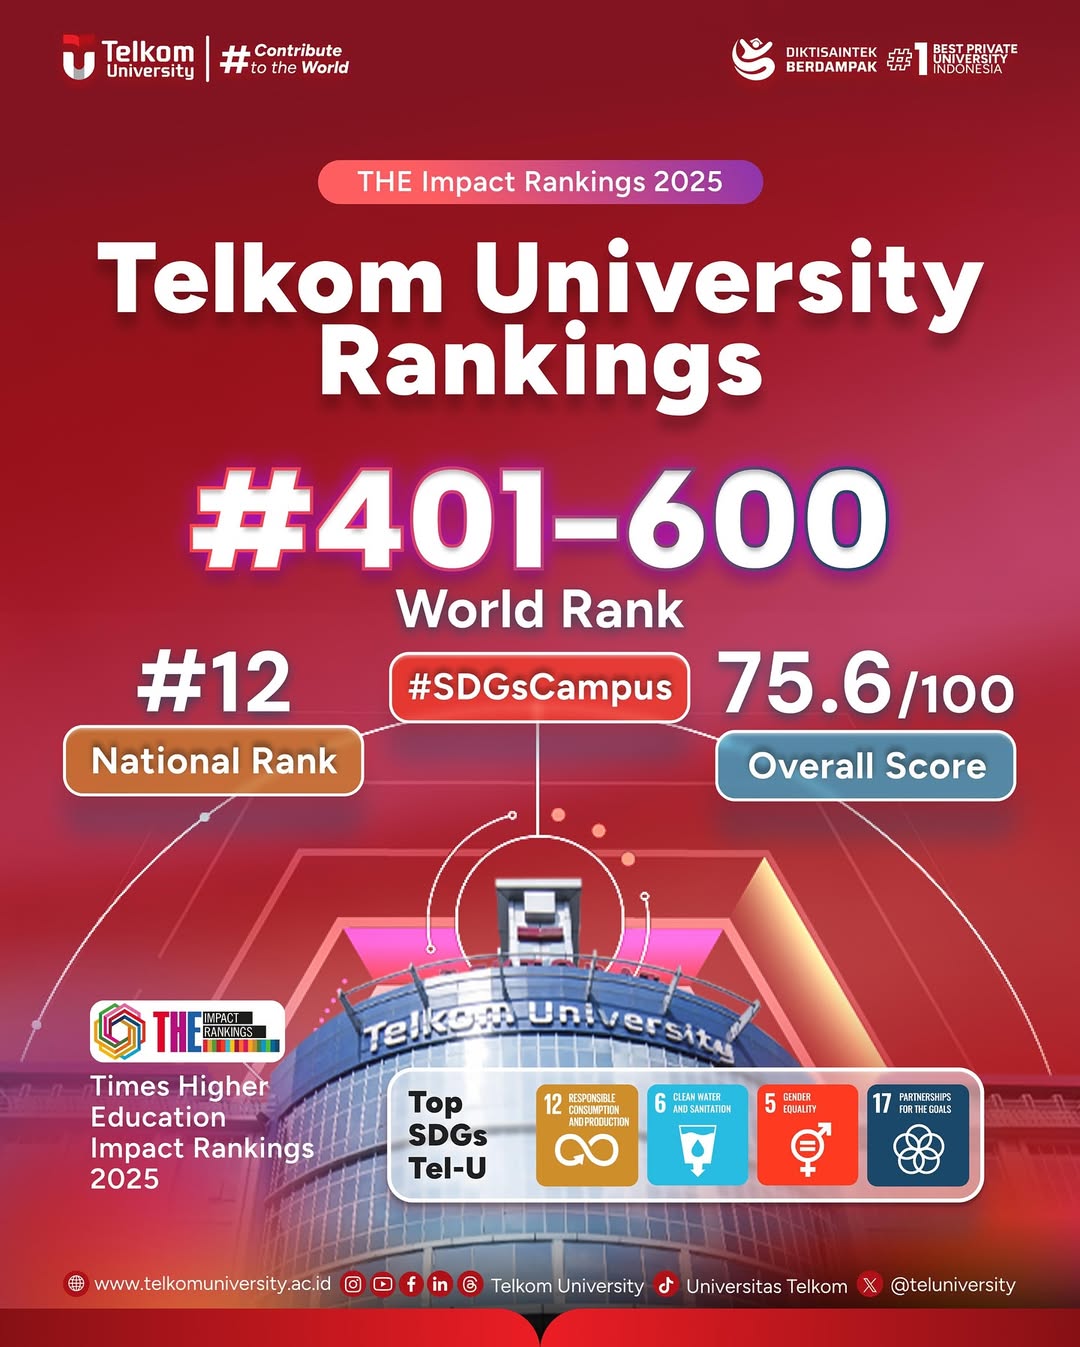 Telkom
University
# Contribute
to the World
DIKTISAINTEK
BERDAMPAK
#1 BEST PRIVATE
UNIVERSITY
INDONESIA
THE Impact Rankings 2025
Telkom University
Rankings
#401–600
World Rank
#12
National Rank
#SDGsCampus
75.6/100
Overall Score
Telkom University
THE IMPACT
RANKINGS
Times Higher
Education
Impact Rankings
2025
Top
SDGs
Tel-U
12 RESPONSIBLE
CONSUMPTION
AND PRODUCTION
6 CLEAN WATER
AND SANITATION
5 GENDER
EQUALITY
17 PARTNERSHIPS
FOR THE GOALS
www.telkomuniversity.ac.id Telkom University Universitas Telkom @teluniversity